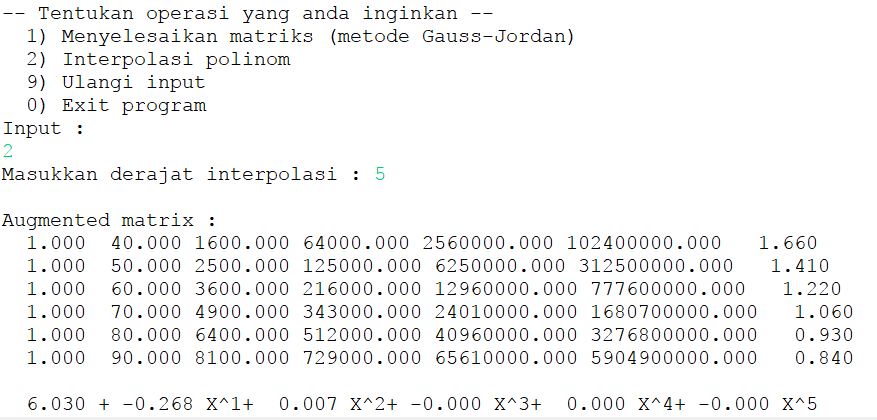 -- Tentukan operasi yang anda inginkan --
1) Menyelesaikan matriks (metode Gauss-Jordan)
2) Interpolasi polinom
9) Ulangi input
0) Exit program
Input :
2
Masukkan derajat interpolasi : 5
Augmented matrix :
1.000 40.000 1600.000 64000.000 2560000.000 102400000.000 1.660
1.000 50.000 2500.000 125000.000 6250000.000 312500000.000 1.410
1.000 60.000 3600.000 216000.000 12960000.000 777600000.000 1.220
1.000 70.000 4900.000 343000.000 24010000.000 1680700000.000 1.060
1.000 80.000 6400.000 512000.000 40960000.000 3276800000.000 0.930
1.000 90.000 8100.000 729000.000 65610000.000 5904900000.000 0.840
6.030 + -0.268 X^1+ 0.007 X^2+ -0.000 X^3+ 0.000 X^4+ -0.000 X^5